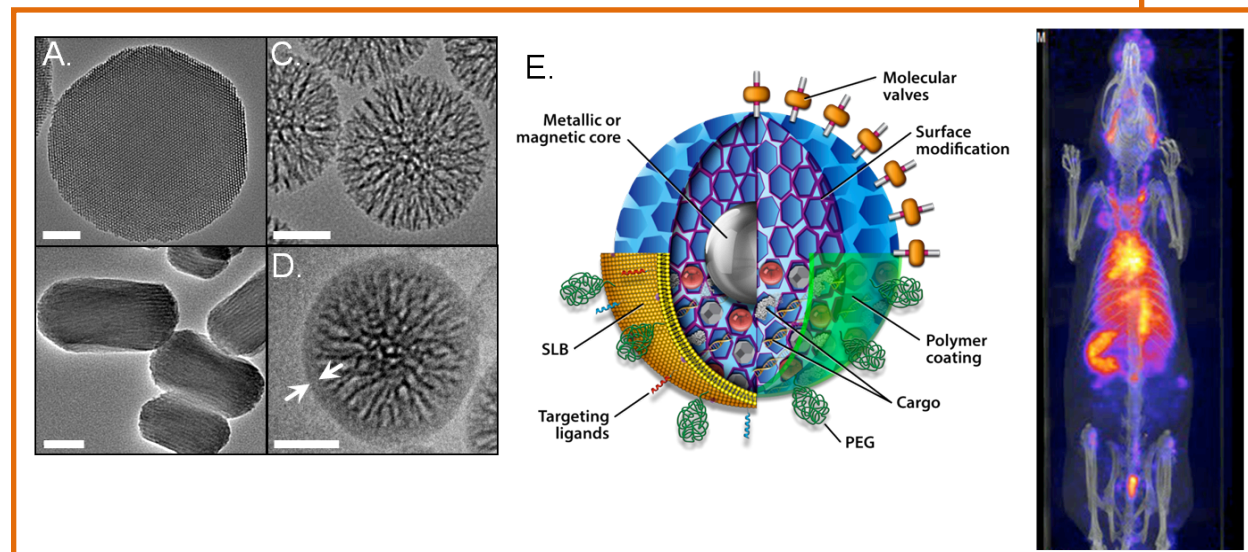 A.
C.
D.
E.
Molecular
valves
Metallic or
magnetic core
Surface
modification
SLB
Polymer
coating
Targeting
ligands
Cargo
PEG
M